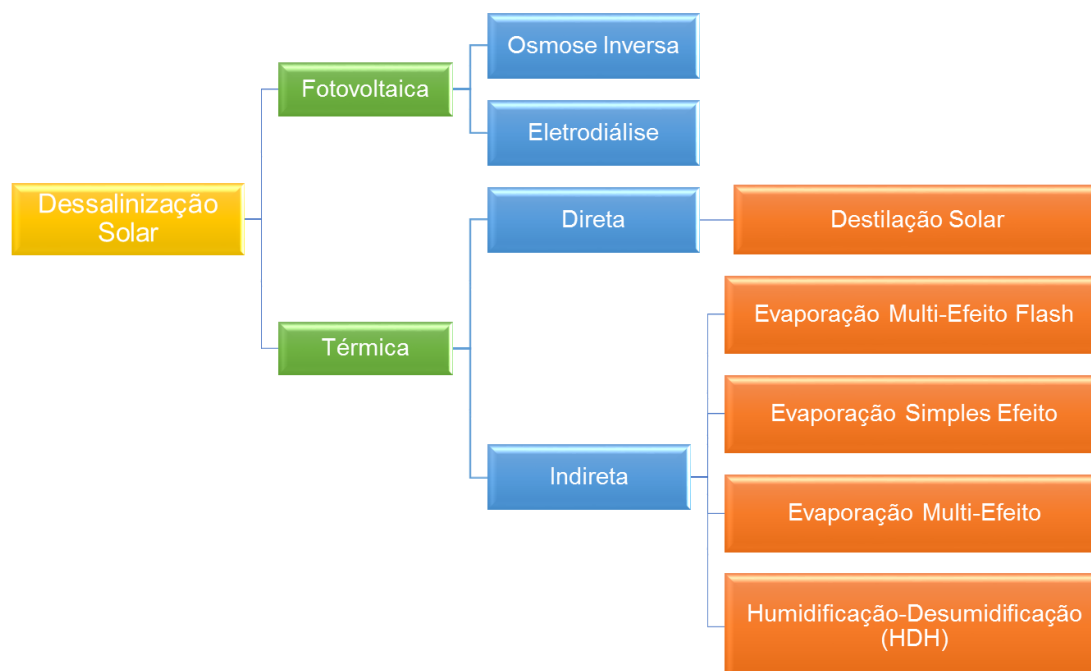 Dessalinização
Solar
Fotovoltaica
Osmose Inversa
Eletrodiálise
Térmica
Direta
Destilação Solar
Indireta
Evaporação Multi-Efeito Flash
Evaporação Simples Efeito
Evaporação Multi-Efeito
Humidificação-Desumidificação
(HDH)